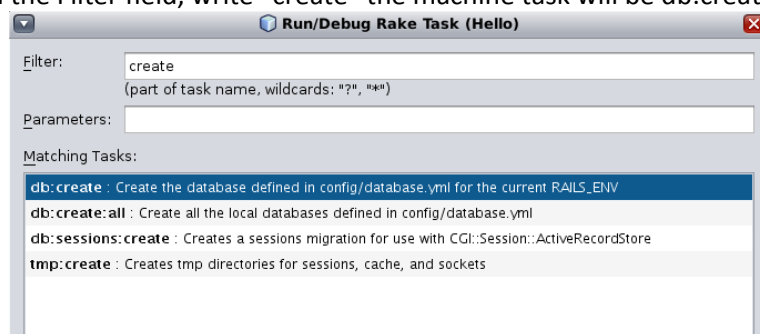 the Filter field, write "create" the machine task will be db:creat
Run/Debug Rake Task (Hello)
Filter:
create
(part of task name, wildcards: "?", "*")
Parameters:
Matching Tasks:
db:create : Create the database defined in config/database.yml for the current RAILS_ENV
db:create:all : Create all the local databases defined in config/database.yml
db:sessions:create : Creates a sessions migration for use with CGI::Session::ActiveRecordStore
tmp:create : Creates tmp directories for sessions, cache, and sockets